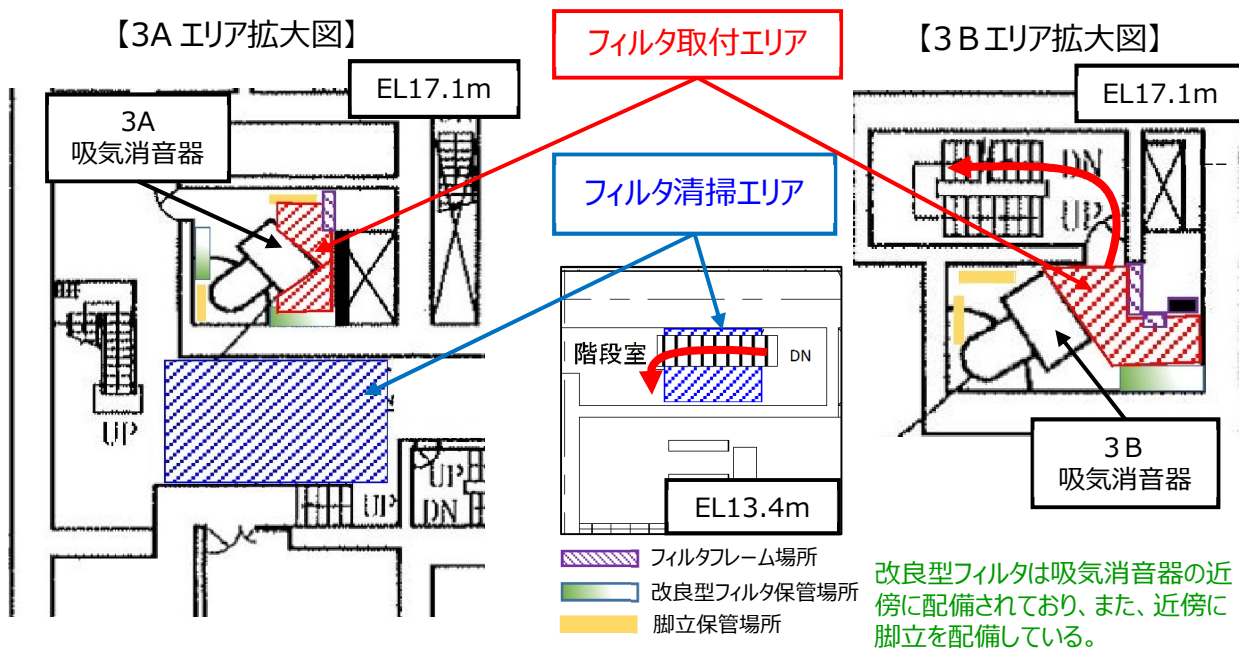 【3A エリア拡大図】
EL17.1m
3A
吸気消音器
UP
UP
DN
UP
フィルタ取付エリア
フィルタ清掃エリア
階段室
DN
EL13.4m
フィルタフレーム場所
改良型フィルタ保管場所
脚立保管場所
【3Bエリア拡大図】
EL17.1m
DN
UP
3B
吸気消音器
改良型フィルタは吸気消音器の近
傍に配備されており、また、近傍に
脚立を配備している。